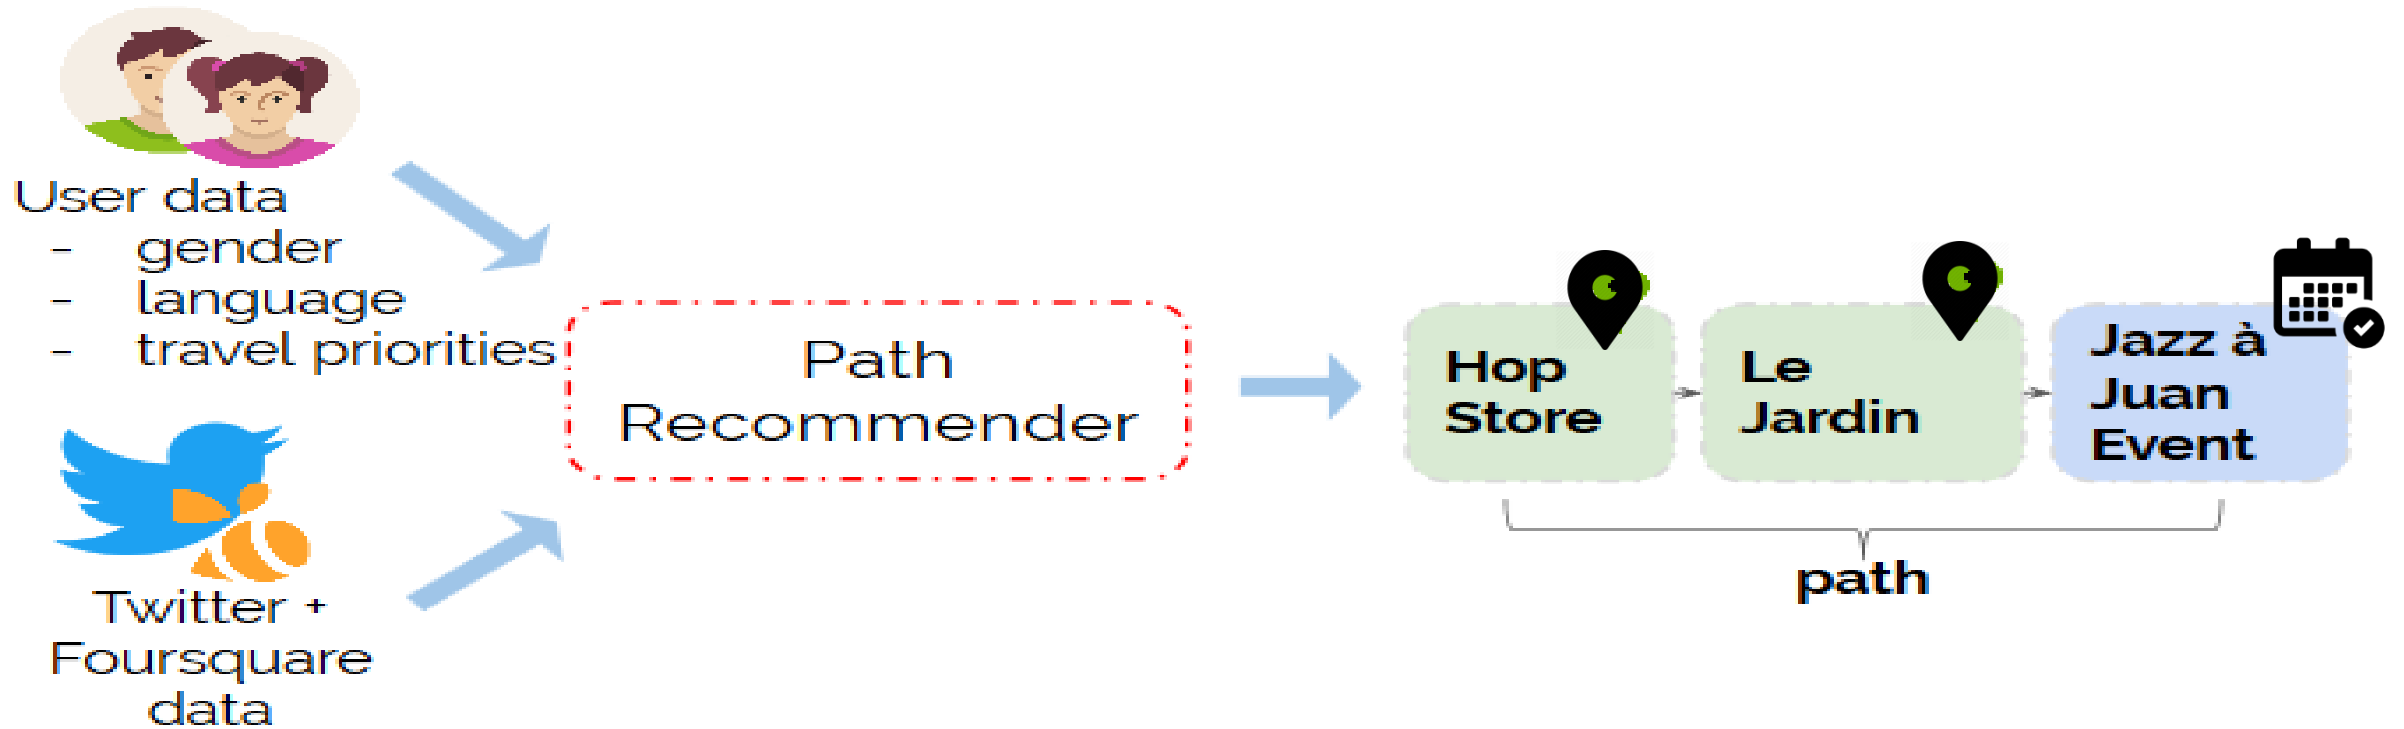 User data
- gender
- language
- travel priorities
Twitter +
Foursquare
data
Path
Recommender
Hop
Store
Le
Jardin
Jazz à
Juan
Event
path